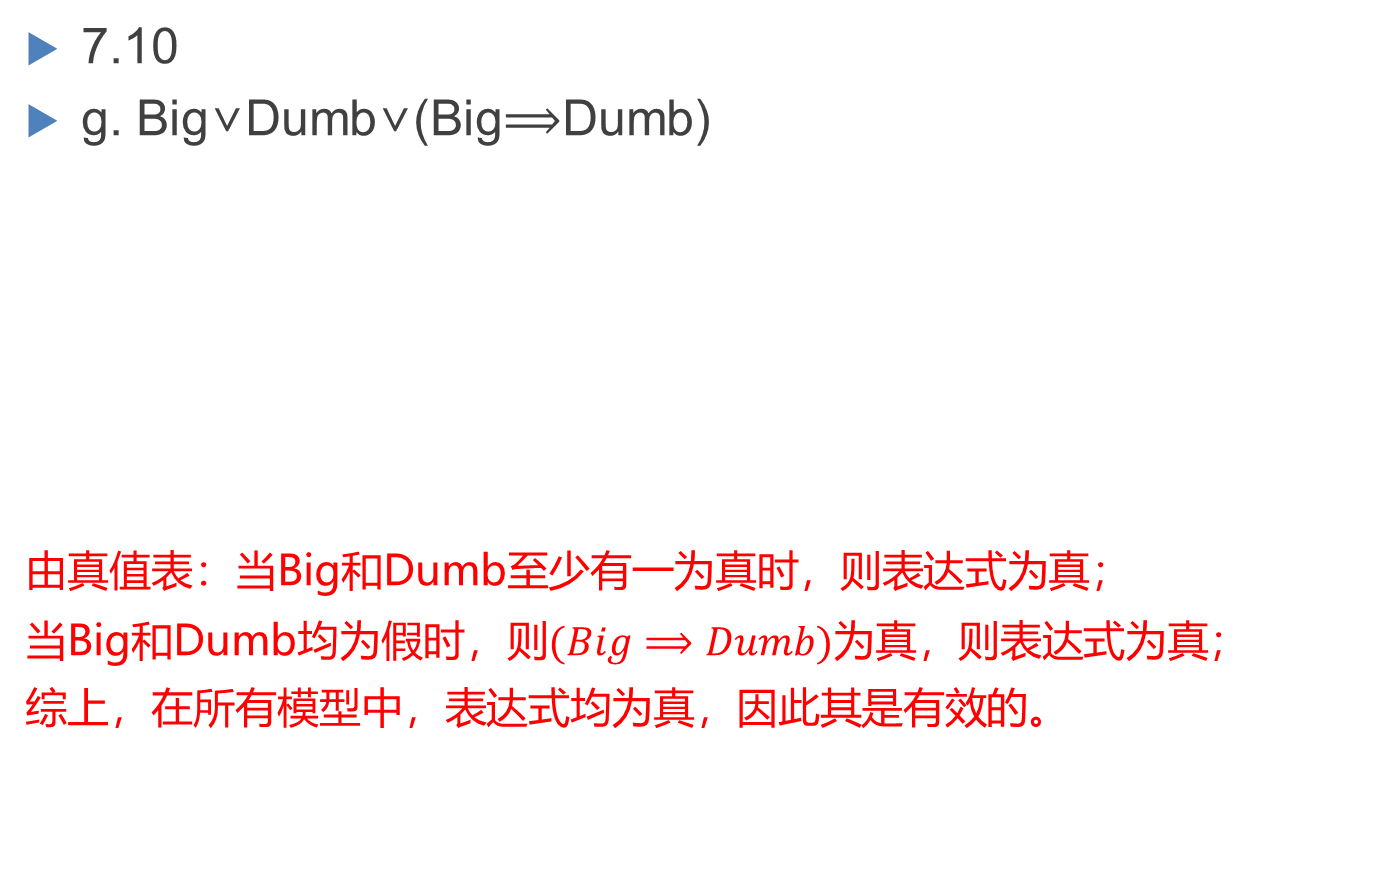 7.10
g. Big∨Dumb∨(Big⟹Dumb)
由真值表：当Big和Dumb至少有一为真时，则表达式为真；
当Big和Dumb均为假时，则(Big ⟹ Dumb)为真，则表达式为真；
综上，在所有模型中，表达式均为真，因此其是有效的。